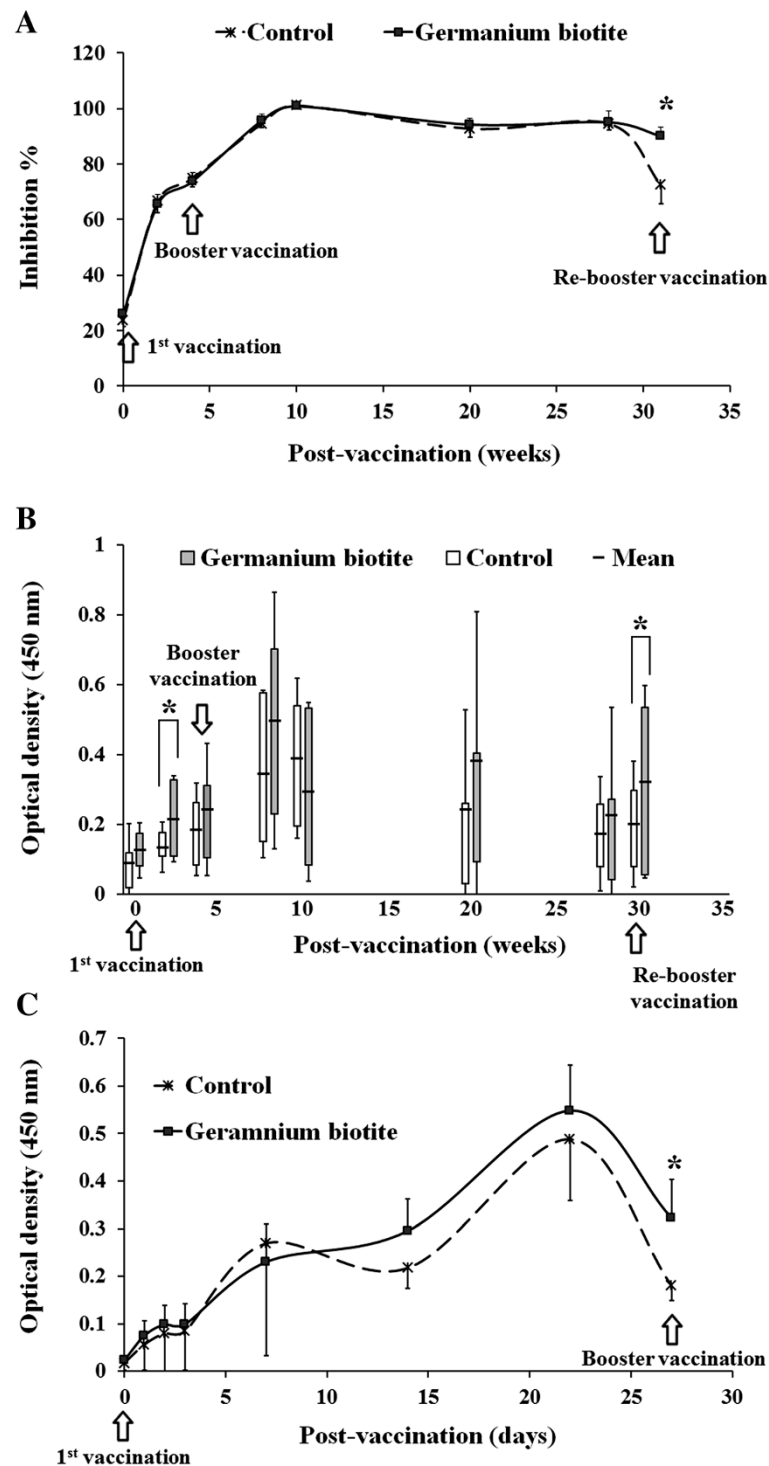 A
Control Germanium biotite
120
100
80
60
40
20
0
Inhibition %
*
Booster vaccination
Re-booster vaccination
1st vaccination
0 5 10 15 20 25 30 35
Post-vaccination (weeks)
B
1
0.8
0.6
0.4
0.2
0
Optical density (450 nm)
Germanium biotite Control Mean
Booster
vaccination
*
*
0 5 10 15 20 25 30 35
Post-vaccination (weeks)
1st vaccination
Re-booster
vaccination
C
0.7
0.6
0.5
0.4
0.3
0.2
0.1
0
Optical density (450 nm)
Control
Geramnium biotite
*
Booster vaccination
0 5 10 15 20 25 30
Post-vaccination (days)
1st vaccination